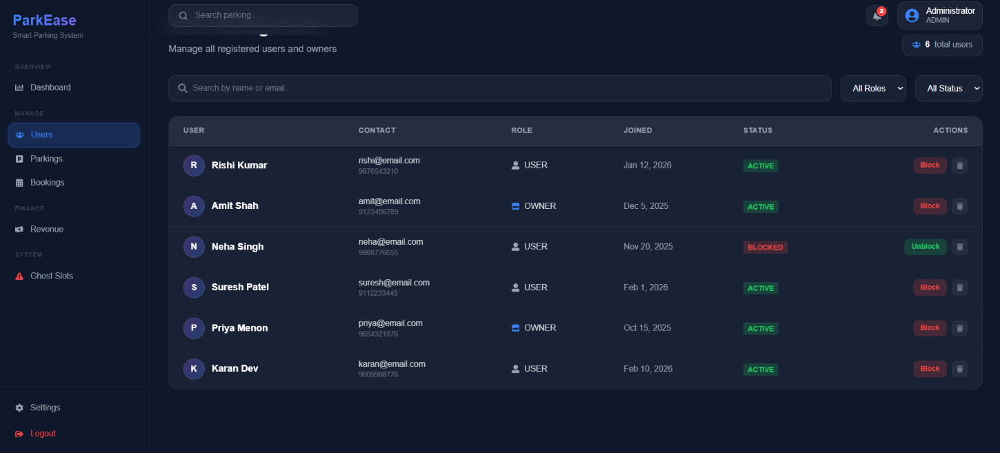 ParkEase
Smart Parking System
OVERVIEW
Dashboard
MANAGE
Users
Parkings
Bookings
FINANCE
Revenue
SYSTEM
Ghost Slots
Settings
Logout
Search parking...
2
Administrator
ADMIN
Manage all registered users and owners
6 total users
Search by name or email...
All Roles
All Status
USER CONTACT ROLE JOINED STATUS ACTIONS
R Rishi Kumar rishi@email.com USER Jan 12, 2026 ACTIVE Block
9876543210
A Amit Shah amit@email.com OWNER Dec 5, 2025 ACTIVE Block
9123456789
N Neha Singh neha@email.com USER Nov 20, 2025 BLOCKED Unblock
9988776655
S Suresh Patel suresh@email.com USER Feb 1, 2026 ACTIVE Block
9112233445
P Priya Menon priya@email.com OWNER Oct 15, 2025 ACTIVE Block
9654321876
K Karan Dev karan@email.com USER Feb 10, 2026 ACTIVE Block
9009988776